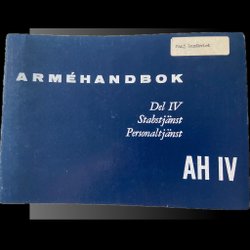 ARMÉHANDBOK
Del IV
Stabstjänst
Personaltjänst
AH IV